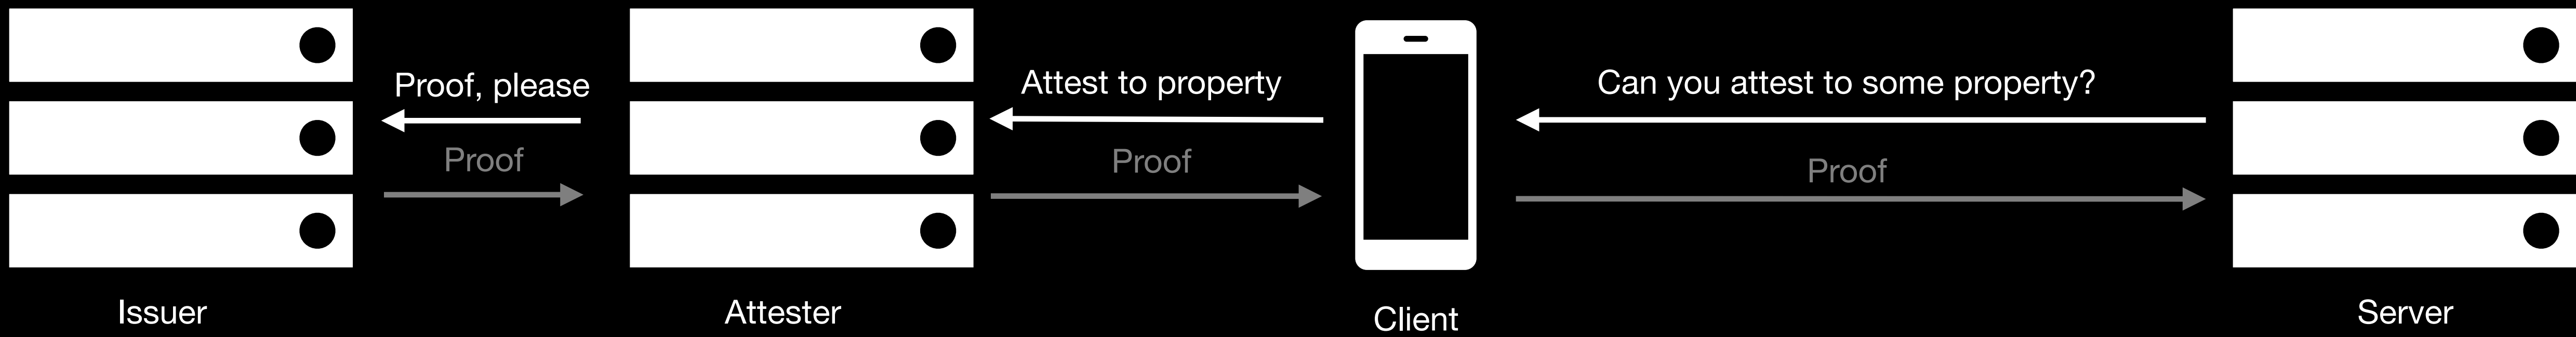 Proof, please
Proof
Attest to property
Proof
Can you attest to some property?
Proof
Issuer
Attester
Client
Server